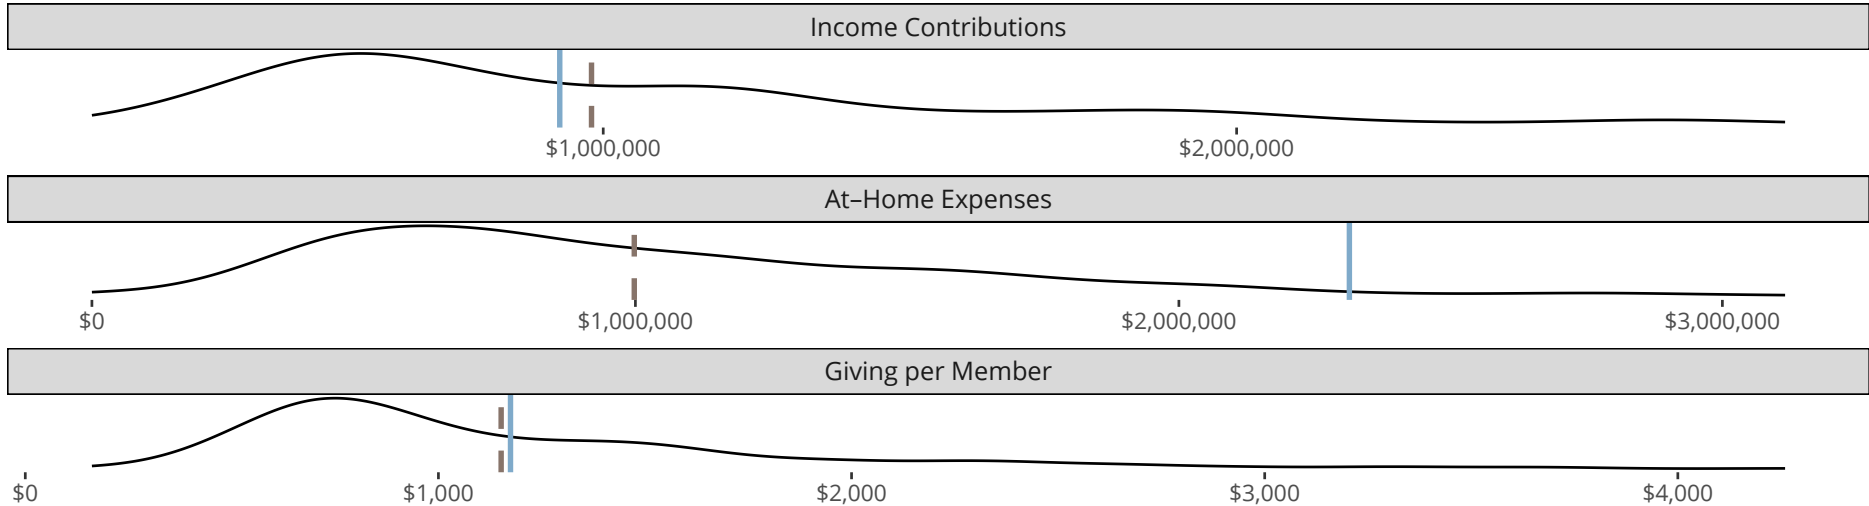 Income Contributions
$1,000,000 $2,000,000
At–Home Expenses
$0 $1,000,000 $2,000,000 $3,000,000
Giving per Member
$0 $1,000 $2,000 $3,000 $4,000